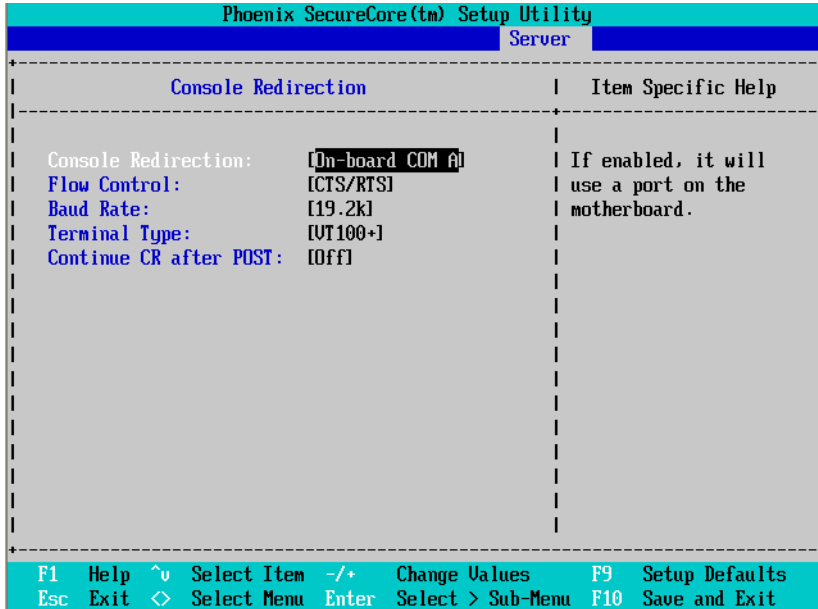 Phoenix SecureCore(tm) Setup Utility
Server
Console Redirection
Item Specific Help
Console Redirection: [On-board COM A]
Flow Control: [CTS/RTS]
Baud Rate: [19.2k]
Terminal Type: [VT100+]
Continue CR after POST: [Off]
If enabled, it will
use a port on the
motherboard.
F1 Help ^v Select Item -/+ Change Values F9 Setup Defaults
Esc Exit <> Select Menu Enter Select > Sub-Menu F10 Save and Exit